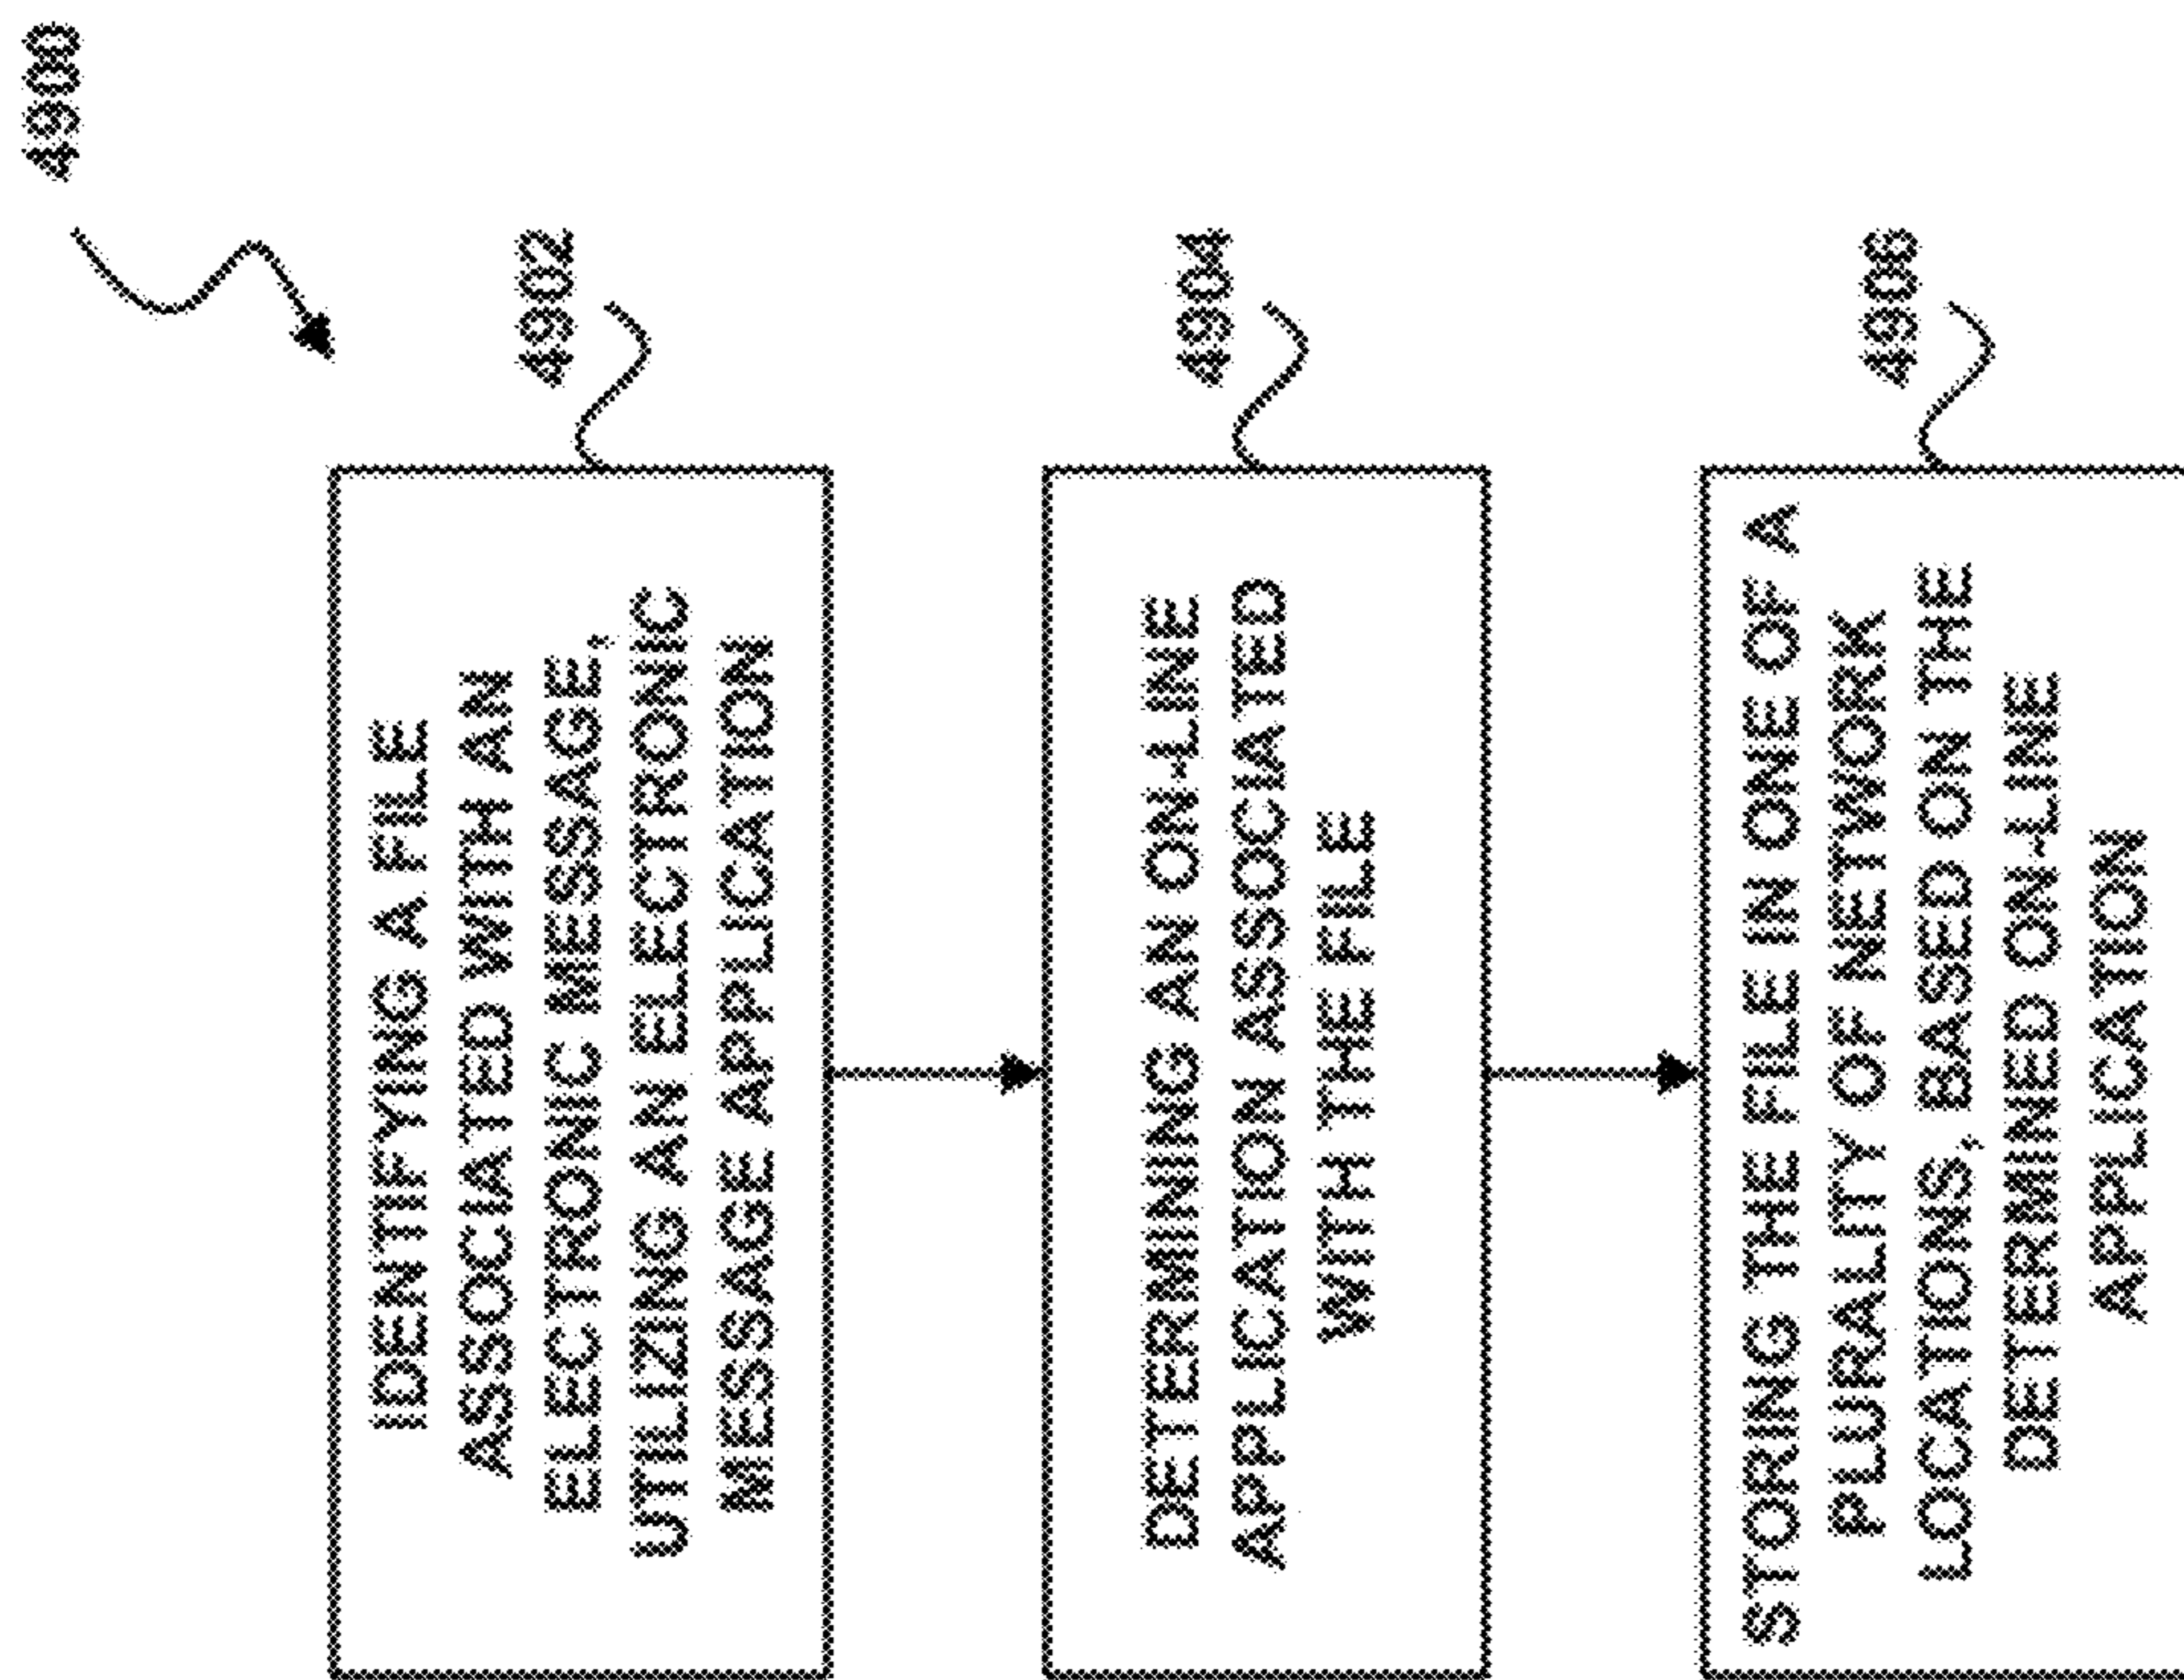 4900
4902
IDENTIFYING A FILE
ASSOCIATED WITH AN
ELECTRONIC MESSAGE,
UTILIZING AN ELECTRONIC
MESSAGE APPLICATION
4904
DETERMINING AN ON-LINE
APPLICATION ASSOCIATED
WITH THE FILE
4906
STORING THE FILE IN ONE OF A
PLURALITY OF NETWORK
LOCATIONS, BASED ON THE
DETERMINED ON-LINE
APPLICATION